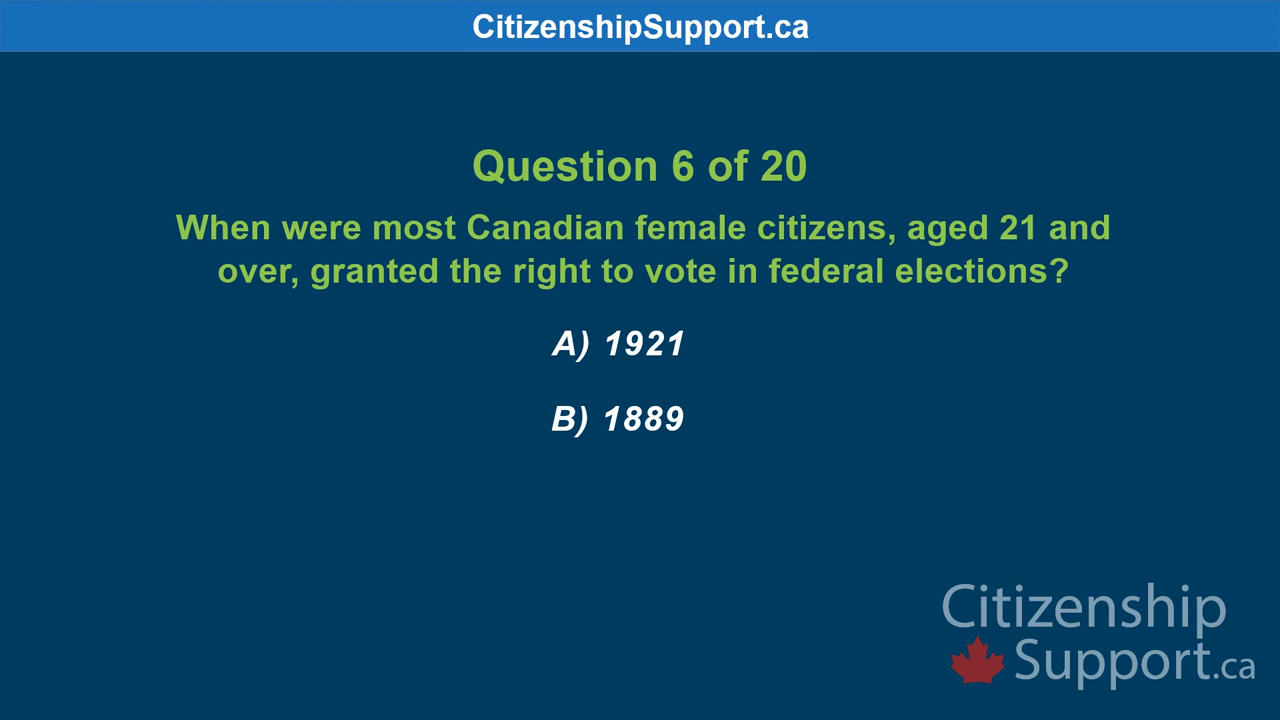 CitizenshipSupport.ca
Question 6 of 20
When were most Canadian female citizens, aged 21 and
over, granted the right to vote in federal elections?
A) 1921
B) 1889
Citizenship
Support.ca